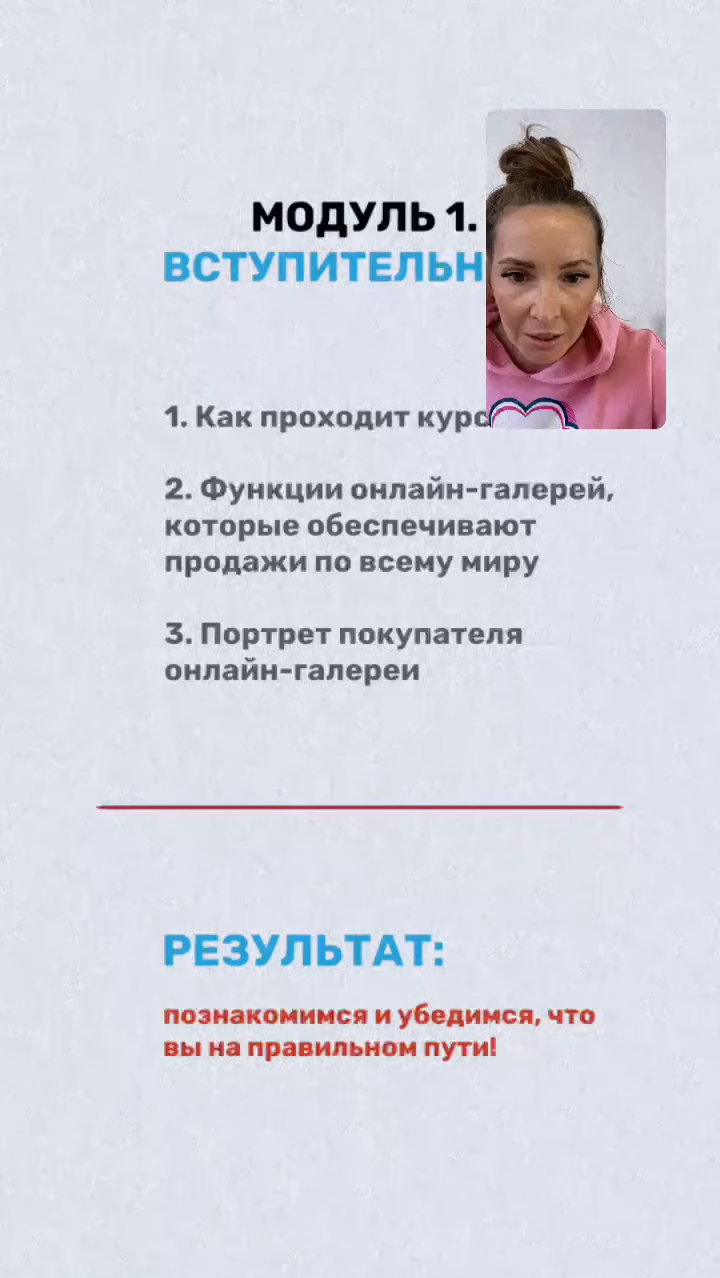 МОДУЛЬ 1.
ВСТУПИТЕЛЬН
1. Как проходит курс
2. Функции онлайн-галерей,
которые обеспечивают
продажи по всему миру
3. Портрет покупателя
онлайн-галереи
РЕЗУЛЬТАТ:
познакомимся и убедимся, что
вы на правильном пути!